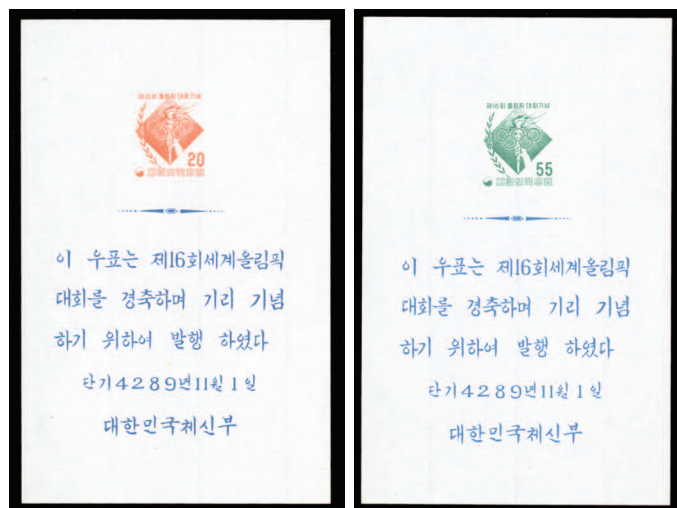 제16회 올림픽 대회기념
20
대한민국우표
이 우표는 제16회세계올림픽
대회를 경축하며 기리 기념
하기 위하여 발행 하였다
단기4289년11월1일
대한민국체신부
제16회 올림픽 대회기념
55
대한민국우표
이 우표는 제16회세계올림픽
대회를 경축하며 기리 기념
하기 위하여 발행 하였다
단기4289년11월1일
대한민국체신부